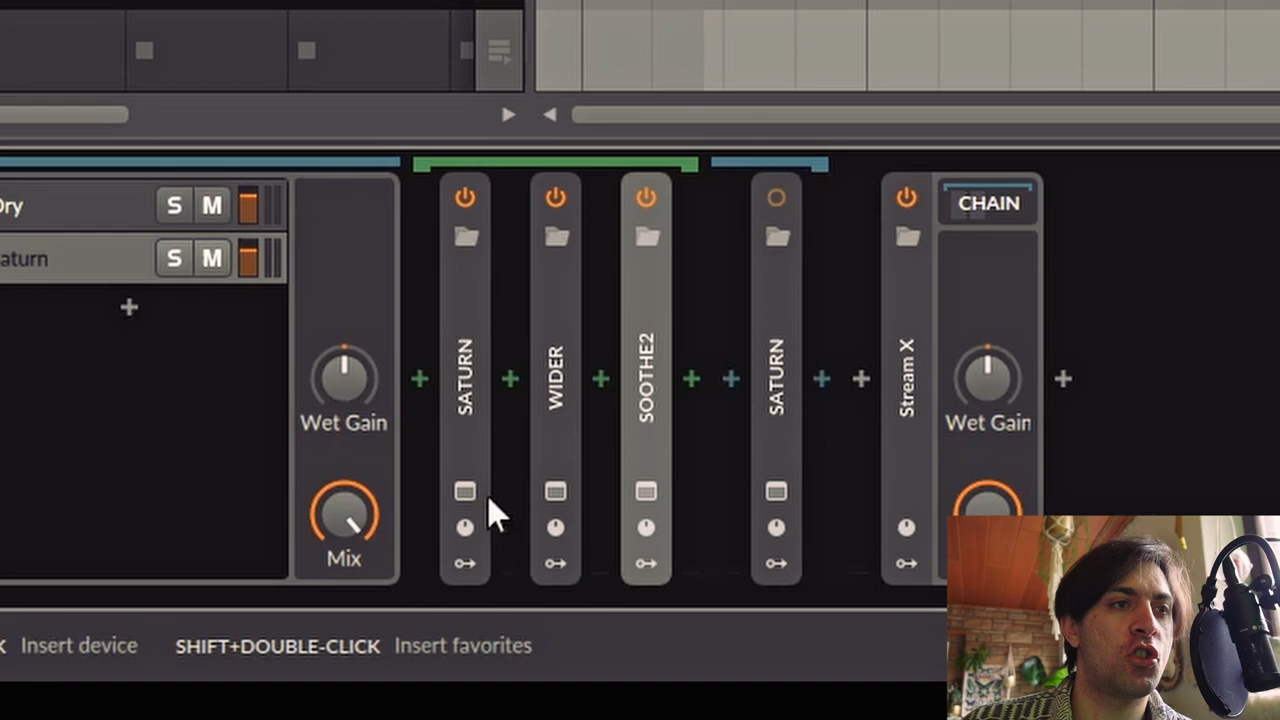 Dry S M
aturn S M
Wet Gain
Mix
SATURN
WIDER
SOOTHE2
SATURN
Stream X
CHAIN
Wet Gain
K Insert device SHIFT+DOUBLE-CLICK Insert favorites